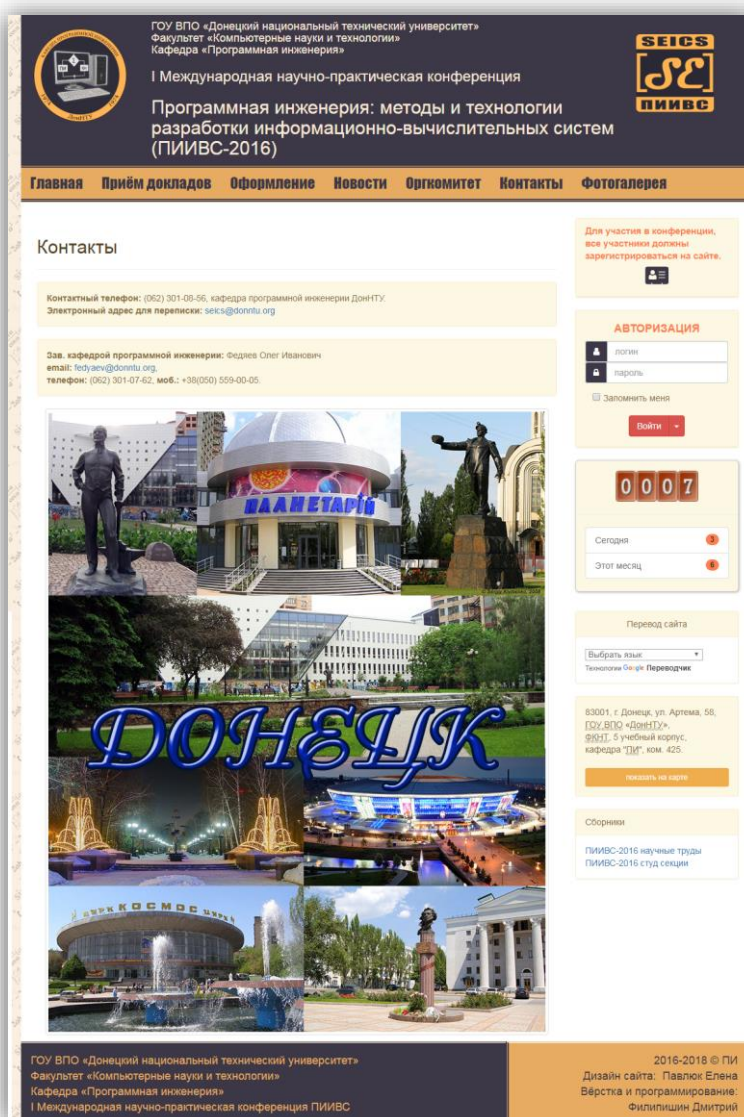 ГОУ ВПО «Донецкий национальный технический университет»
Факультет «Компьютерные науки и технологии»
Кафедра «Программная инженерия»
I Международная научно-практическая конференция
Программная инженерия: методы и технологии
разработки информационно-вычислительных систем
(ПИИВС-2016)
ДонНТУ
SEICS
SE
ПИИВС
Главная Приём докладов Оформление Новости Оргкомитет Контакты Фотогалерея
Контакты
Контактный телефон: (062) 301-08-56, кафедра программной инженерии ДонНТУ.
Электронный адрес для переписки: seics@donntu.org
Зав. кафедрой программной инженерии: Федяев Олег Иванович
email: fedyaev@donntu.org,
телефон: (062) 301-07-62, моб.: +38(050) 559-00-05.
ПЛАНЕТАРІЙ
ДОНЕЦК
ЦИРК КОСМОС ЦИРК
Для участия в конференции,
все участники должны
зарегистрироваться на сайте.
АВТОРИЗАЦИЯ
логин
пароль
Запомнить меня
Войти
0007
Сегодня 3
Этот месяц 6
Перевод сайта
Выбрать язык
Технологии Google Переводчик
83001, г. Донецк, ул. Артема, 58,
ГОУ ВПО «ДонНТУ»,
ФКНТ, 5 учебный корпус,
кафедра "ПИ", ком. 425.
показать на карте
Сборники
ПИИВС-2016 научные труды
ПИИВС-2016 студ секции
ГОУ ВПО «Донецкий национальный технический университет»
Факультет «Компьютерные науки и технологии»
Кафедра «Программная инженерия»
I Международная научно-практическая конференция ПИИВС
2016-2018 © ПИ
Дизайн сайта: Павлюк Елена
Вёрстка и программирование:
Филипишин Дмитрий